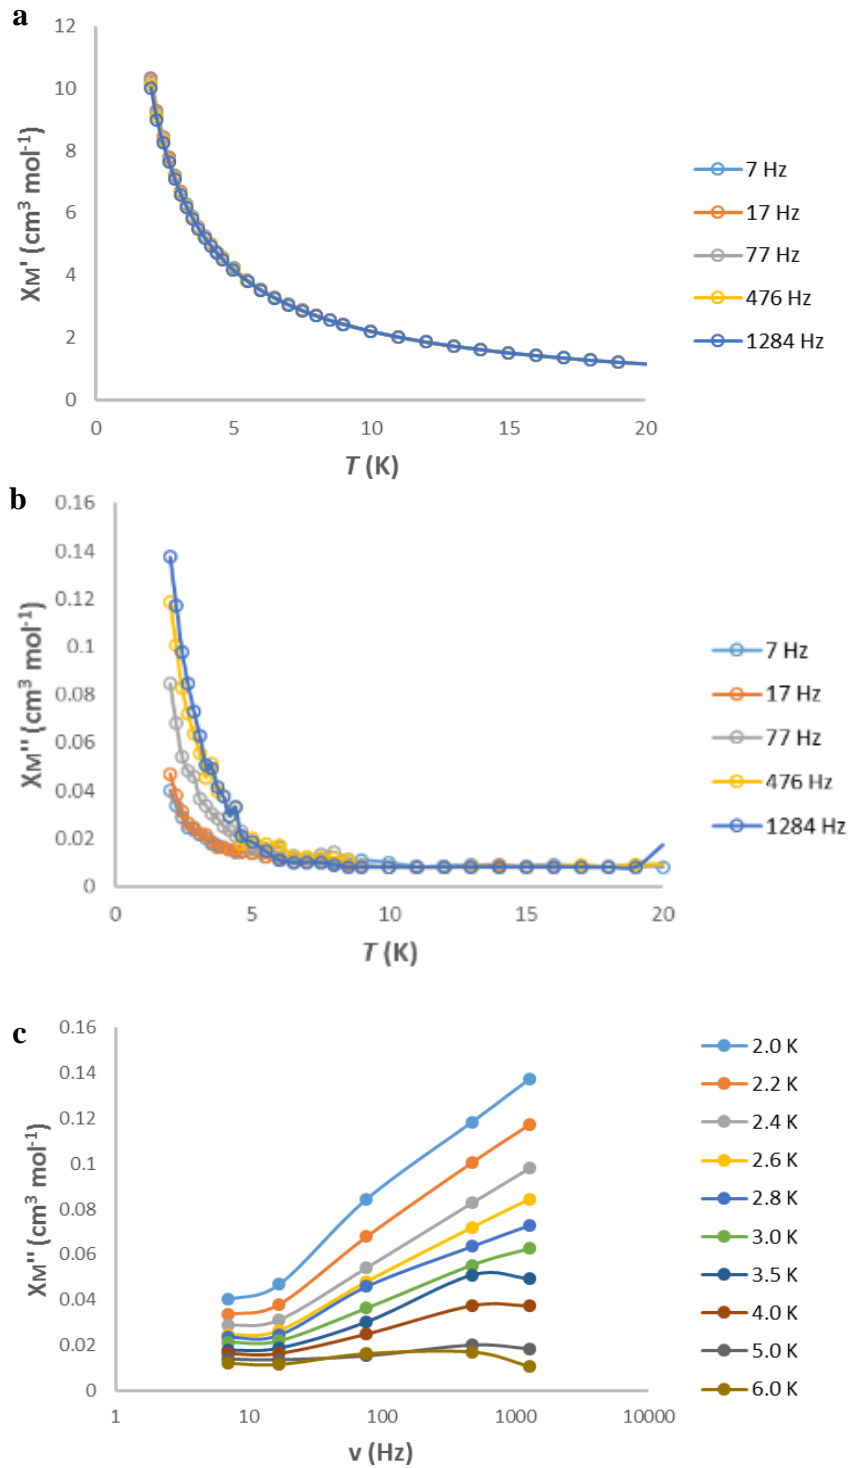 a
12
10
8
6
4
2
0
XM' (cm³ mol⁻¹)
0 5 10 15 20
T (K)
7 Hz
17 Hz
77 Hz
476 Hz
1284 Hz
b
0.16
0.14
0.12
0.1
0.08
0.06
0.04
0.02
0
XM'' (cm³ mol⁻¹)
0 5 10 15 20
T (K)
7 Hz
17 Hz
77 Hz
476 Hz
1284 Hz
c
0.16
0.14
0.12
0.1
0.08
0.06
0.04
0.02
0
XM'' (cm³ mol⁻¹)
1 10 100 1000 10000
v (Hz)
2.0 K
2.2 K
2.4 K
2.6 K
2.8 K
3.0 K
3.5 K
4.0 K
5.0 K
6.0 K